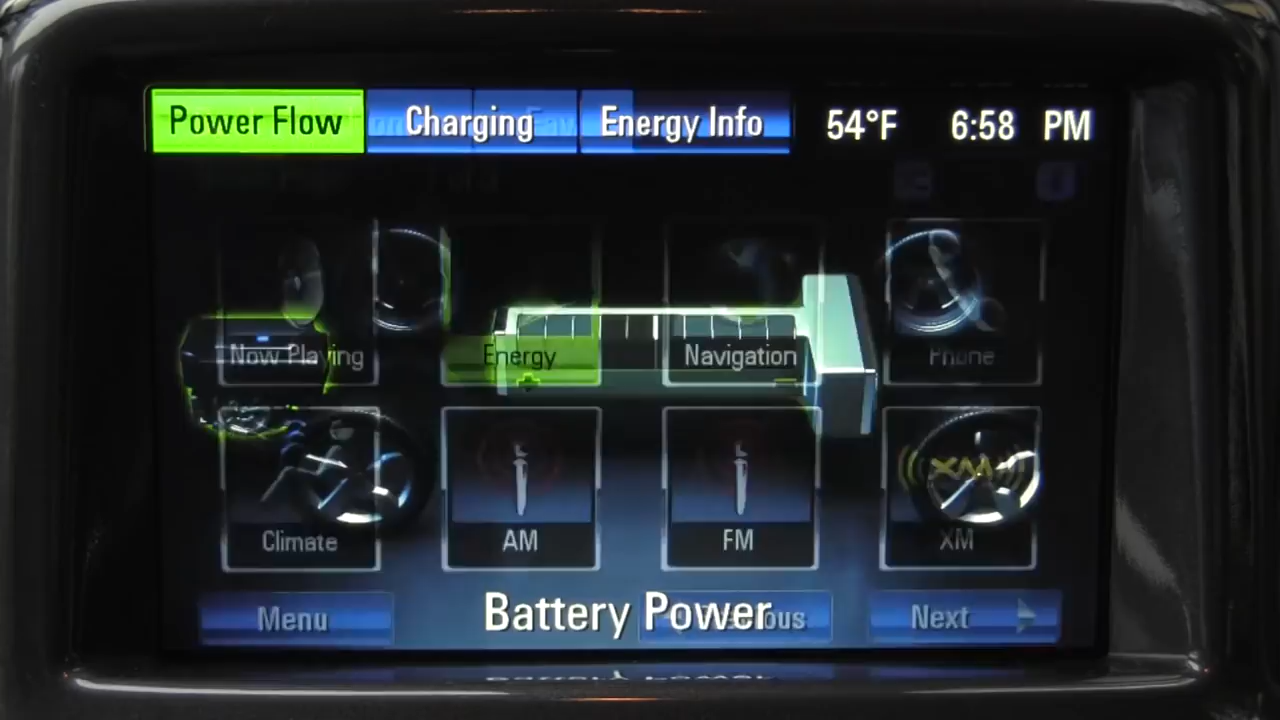 Power Flow Charging Energy Info 54°F 6:58 PM
Now Playing Energy Navigation Phone
XM
Climate AM FM XM
Menu Battery Power Next